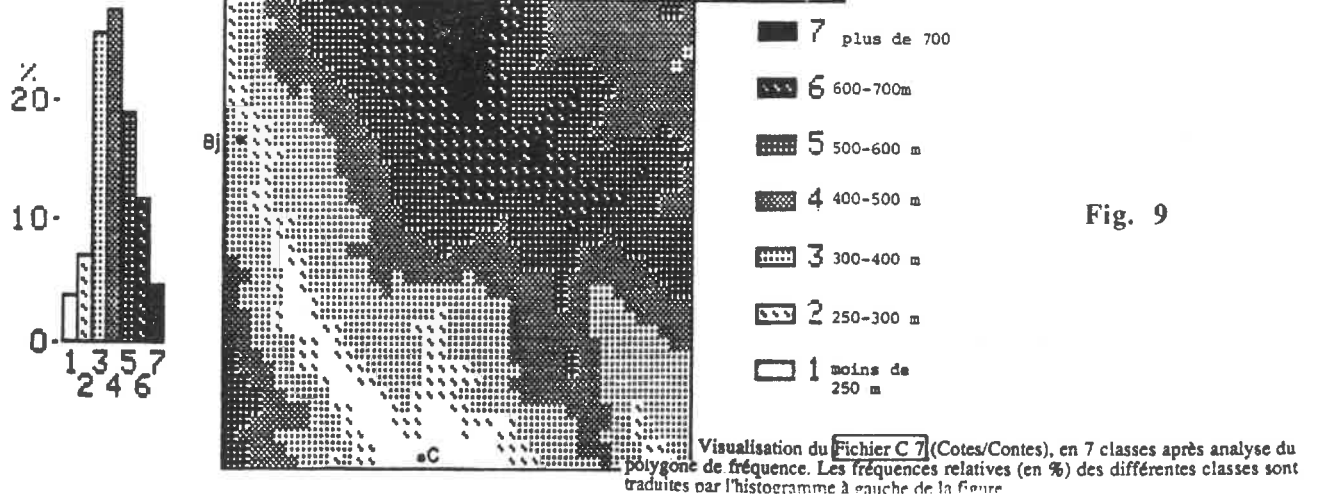 %
20-
10-
0-
1 2 3 4 5 6 7
Bj
C
7 plus de 700
6 600-700m
5 500-600 m
4 400-500 m
3 300-400 m
2 250-300 m
1 moins de
250 m
Fig. 9
Visualisation du Fichier C 7 (Cotes/Contes), en 7 classes après analyse du
polygone de fréquence. Les fréquences relatives (en %) des différentes classes sont
traduites par l'histogramme à gauche de la figure